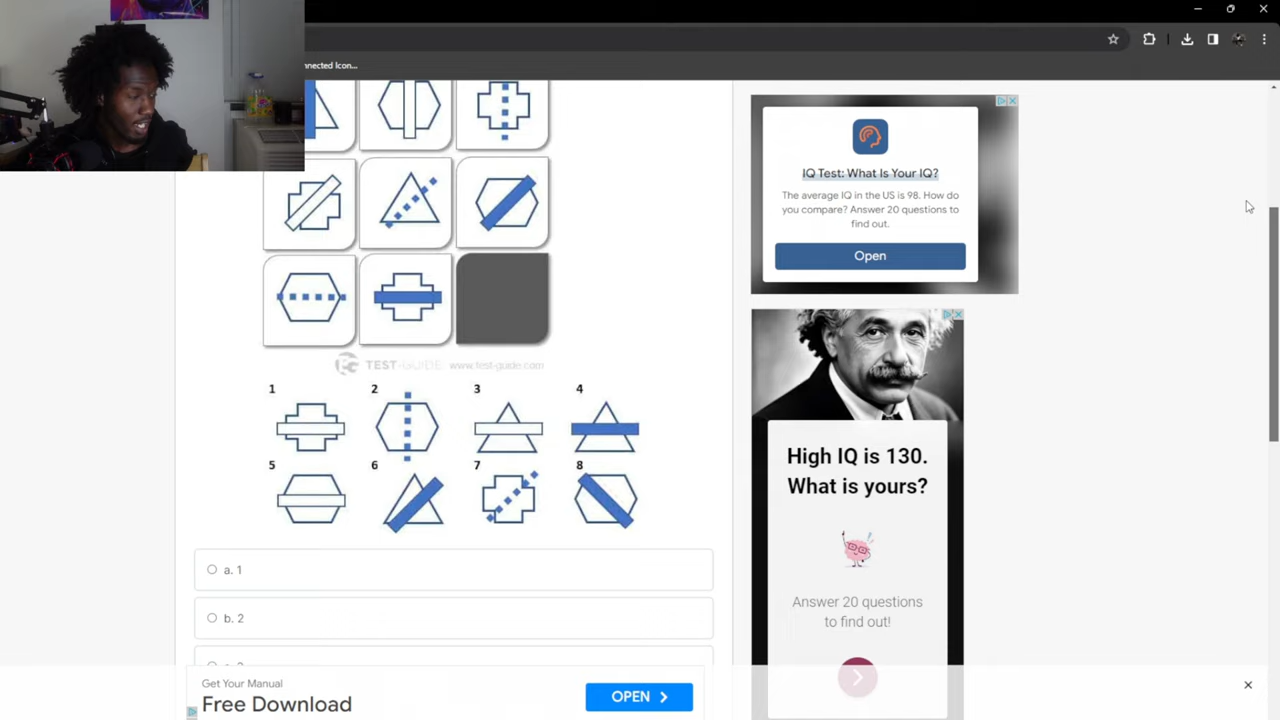 nnected Icon...
IQ Test: What Is Your IQ?
The average IQ in the US is 98. How do
you compare? Answer 20 questions to
find out.
Open
TEST-GUIDE www.test-guide.com
1 2 3 4
5 6 7 8
a. 1
b. 2
High IQ is 130.
What is yours?
Answer 20 questions
to find out!
Get Your Manual
Free Download
OPEN